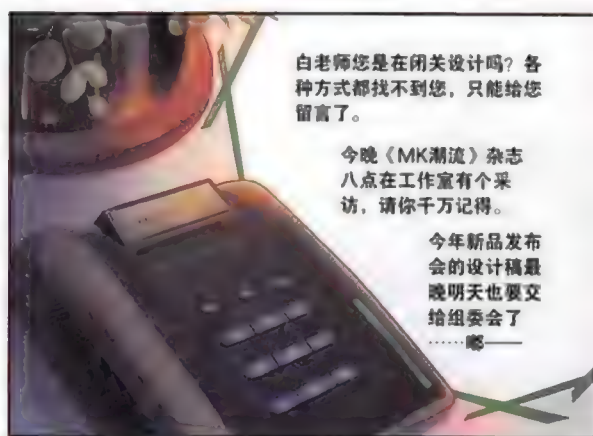 白老师您是在闭关设计吗？各
种方式都找不到您，只能给您
留言了。
今晚《MK潮流》杂志
八点在工作室有个采
访，请你千万记得。
今年新品发布
会的设计稿最
晚明天也要交
给组委会了
……嘟——